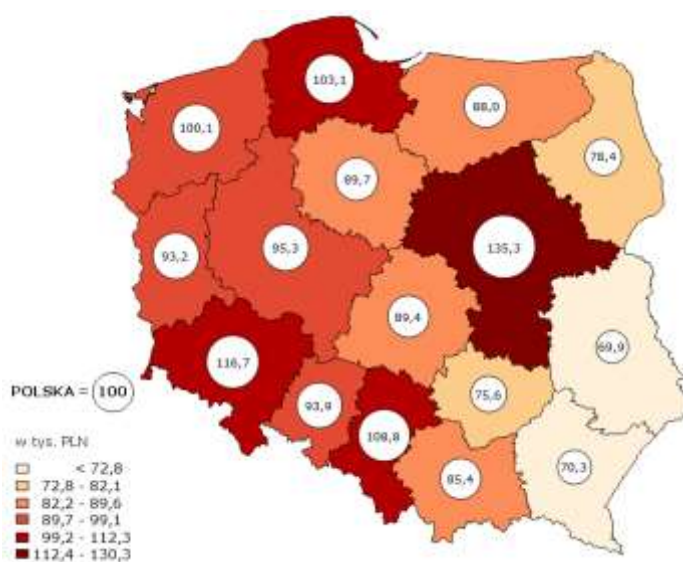 103,1
88,0
100,1
78,4
89,7
135,3
95,3
93,2
89,4
69,9
116,7
POLSKA = 100
75,6
93,9
108,8
70,3
85,4
w tys. PLN
< 72,8
72,8 - 82,1
82,2 - 89,6
89,7 - 99,1
99,2 - 112,3
112,4 - 130,3